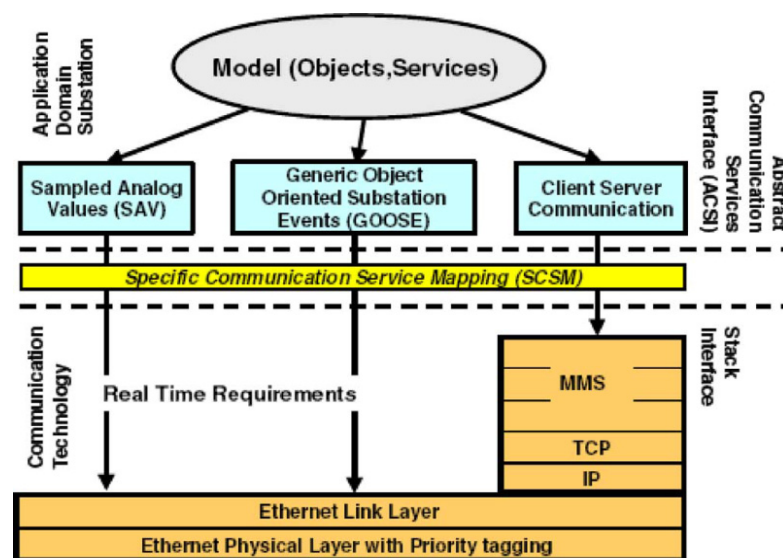 Model (Objects,Services)
Application
Domain
Substation
Abstract
Communication
Services
Interface (ACSI)
Sampled Analog
Values (SAV)
Generic Object
Oriented Substation
Events (GOOSE)
Client Server
Communication
Specific Communication Service Mapping (SCSM)
Communication
Technology
Real Time Requirements
Stack
Interface
MMS
TCP
IP
Ethernet Link Layer
Ethernet Physical Layer with Priority tagging